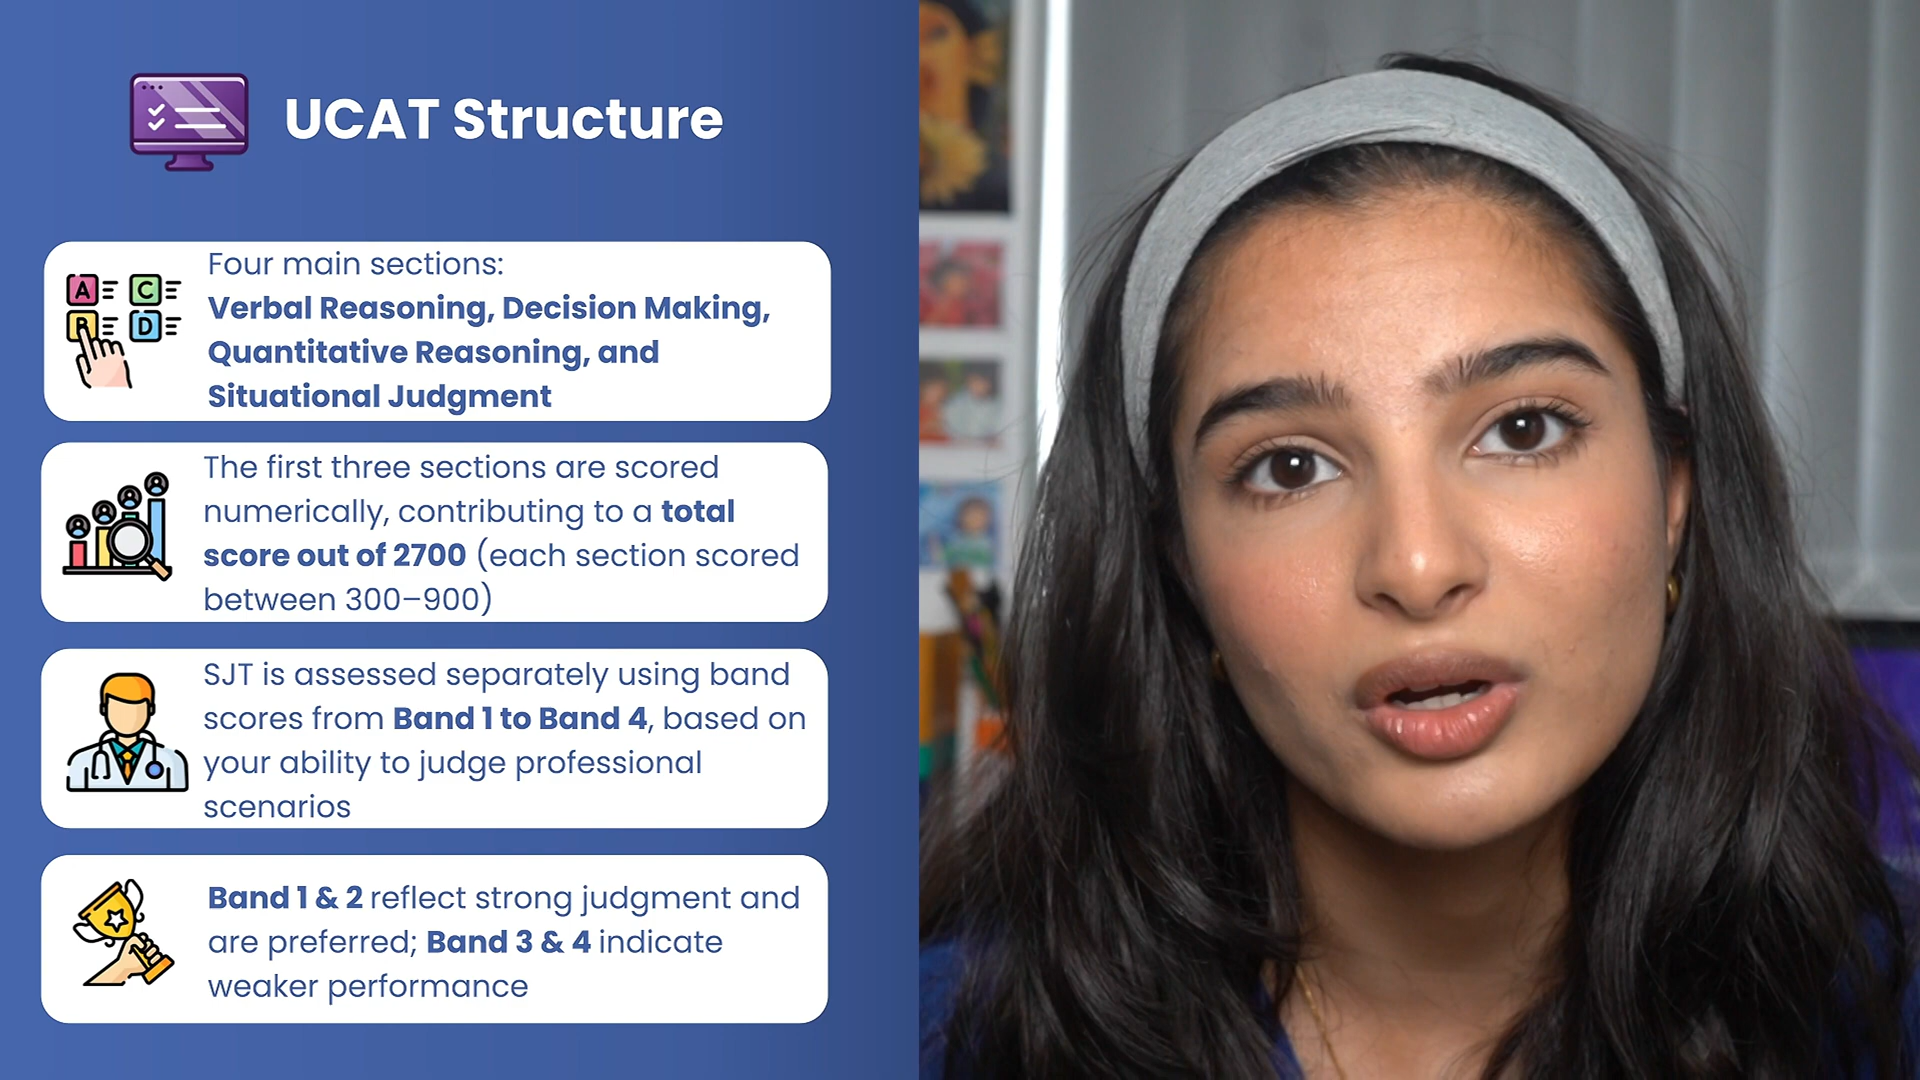 UCAT Structure
A C
B D
Four main sections:
Verbal Reasoning, Decision Making,
Quantitative Reasoning, and
Situational Judgment
The first three sections are scored
numerically, contributing to a total
score out of 2700 (each section scored
between 300–900)
SJT is assessed separately using band
scores from Band 1 to Band 4, based on
your ability to judge professional
scenarios
Band 1 & 2 reflect strong judgment and
are preferred; Band 3 & 4 indicate
weaker performance